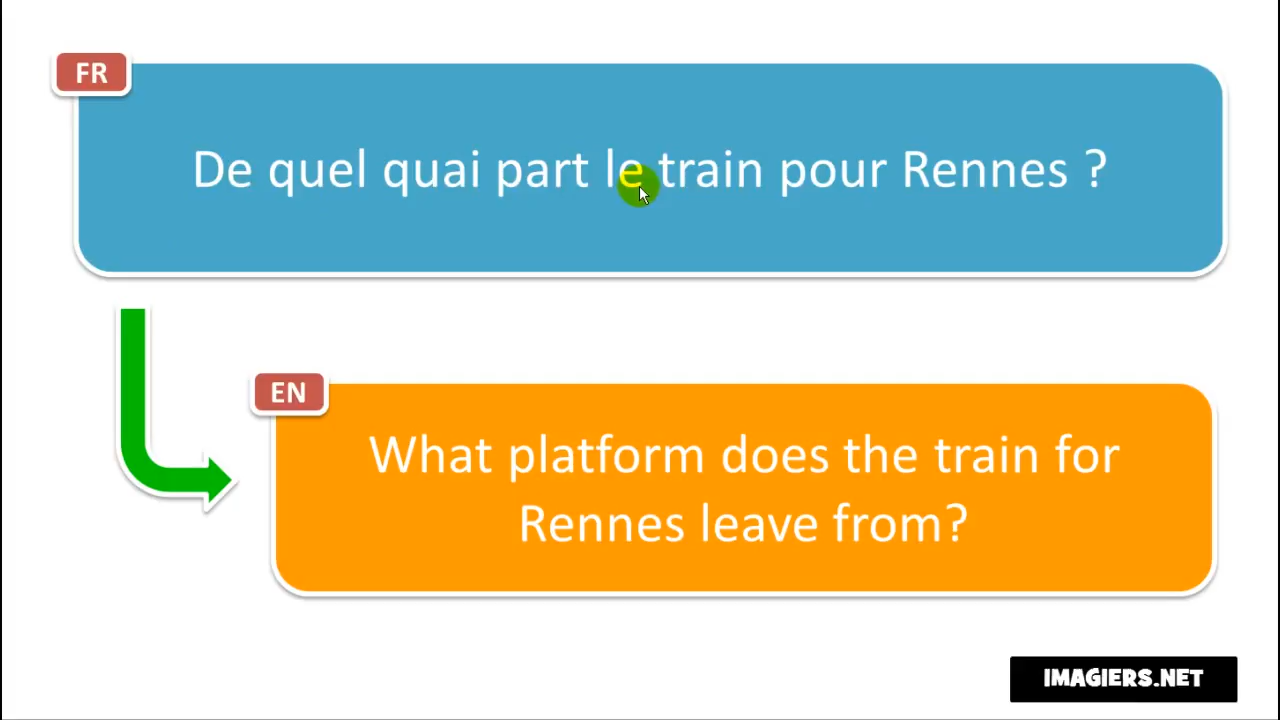 FR
De quel quai part le train pour Rennes ?
EN
What platform does the train for
Rennes leave from?
IMAGIERS.NET